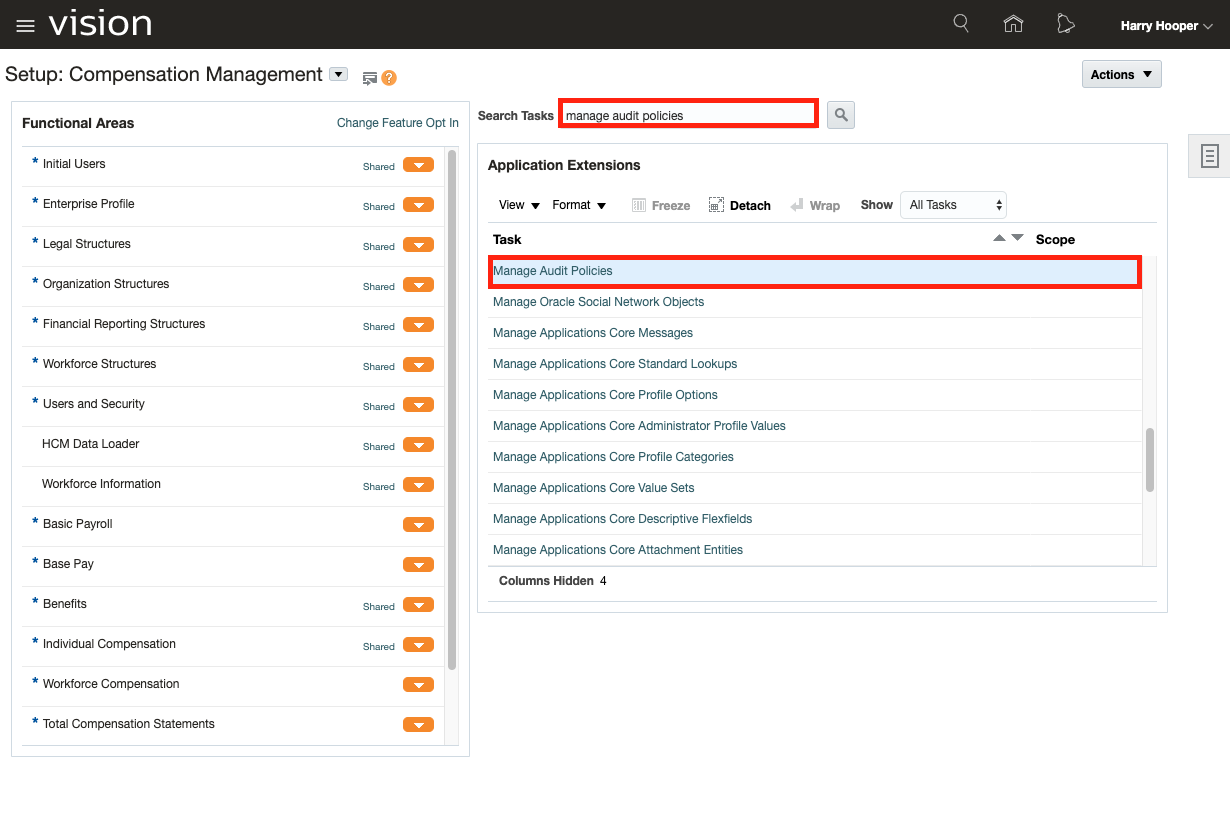 vision
Harry Hooper
Setup: Compensation Management
?
Actions
Functional Areas
Change Feature Opt In
* Initial Users Shared
* Enterprise Profile Shared
* Legal Structures Shared
* Organization Structures Shared
* Financial Reporting Structures Shared
* Workforce Structures Shared
* Users and Security Shared
HCM Data Loader Shared
Workforce Information Shared
* Basic Payroll
* Base Pay
* Benefits Shared
* Individual Compensation Shared
* Workforce Compensation
* Total Compensation Statements
Search Tasks manage audit policies
Application Extensions
View Format Freeze Detach Wrap Show All Tasks
Task Scope
Manage Audit Policies
Manage Oracle Social Network Objects
Manage Applications Core Messages
Manage Applications Core Standard Lookups
Manage Applications Core Profile Options
Manage Applications Core Administrator Profile Values
Manage Applications Core Profile Categories
Manage Applications Core Value Sets
Manage Applications Core Descriptive Flexfields
Manage Applications Core Attachment Entities
Columns Hidden 4